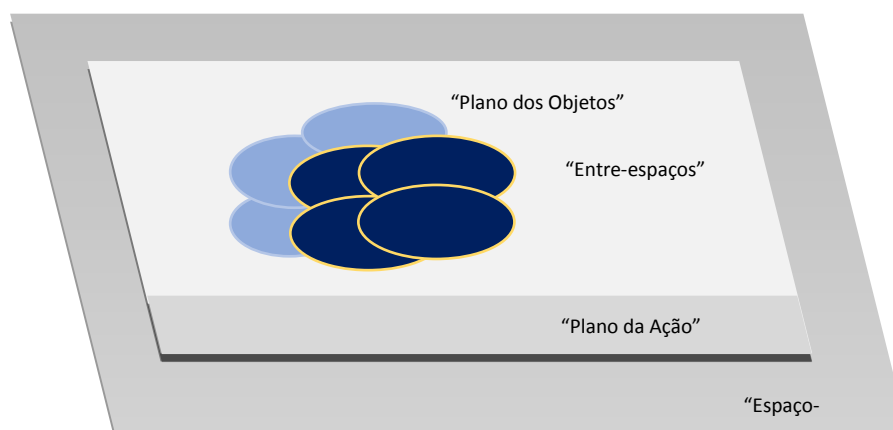 “Plano dos Objetos”
“Entre-espaços”
“Plano da Ação”
“Espaço-